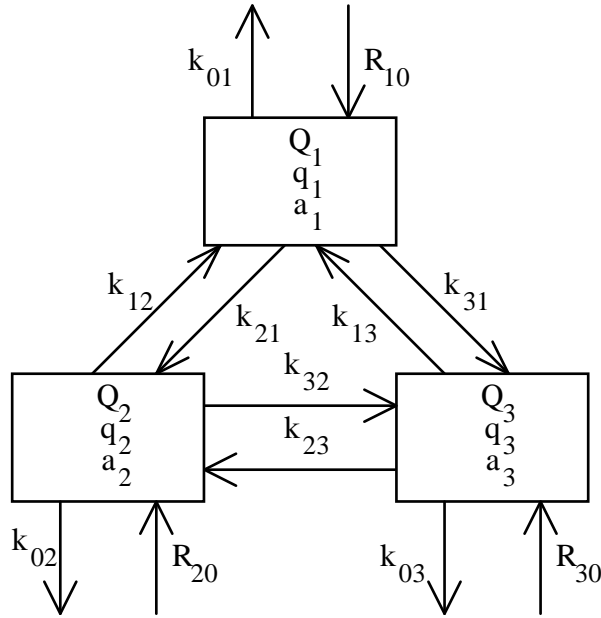 k01 R10
Q1
q1
a1
k12 k21 k13 k31
k32
k23
Q2
q2
a2
Q3
q3
a3
k02 R20 k03 R30